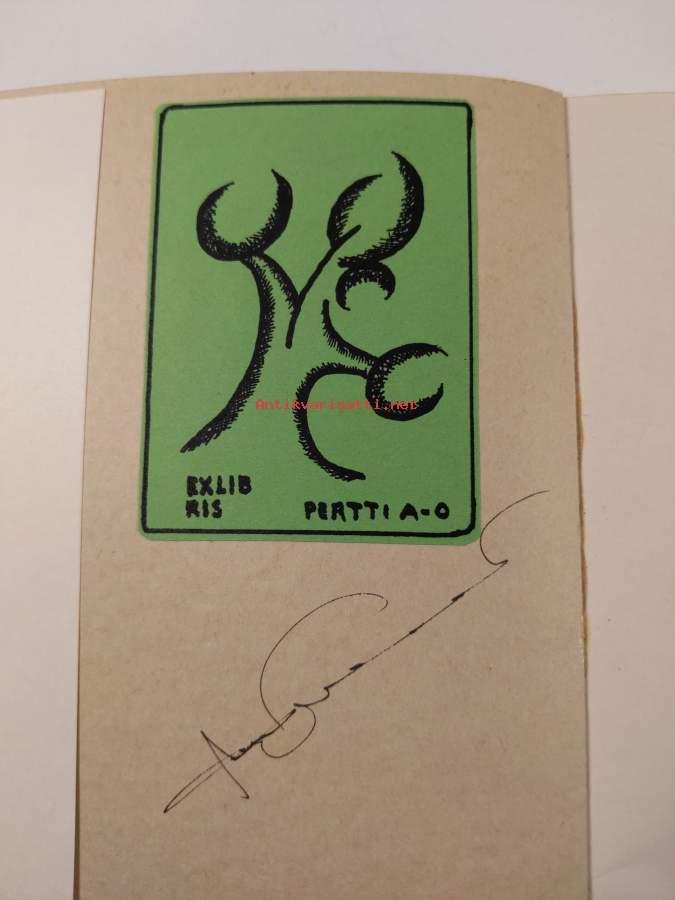 Antikvariaatti.net
EXLIB
RIS
PERTTI A-O